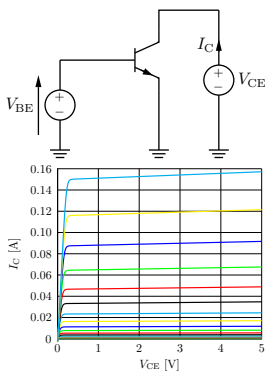 I_C
V_BE
V_CE
+
−
+
−
I_C [A]
0.16
0.14
0.12
0.10
0.08
0.06
0.04
0.02
0
0 1 2 3 4 5
V_CE [V]